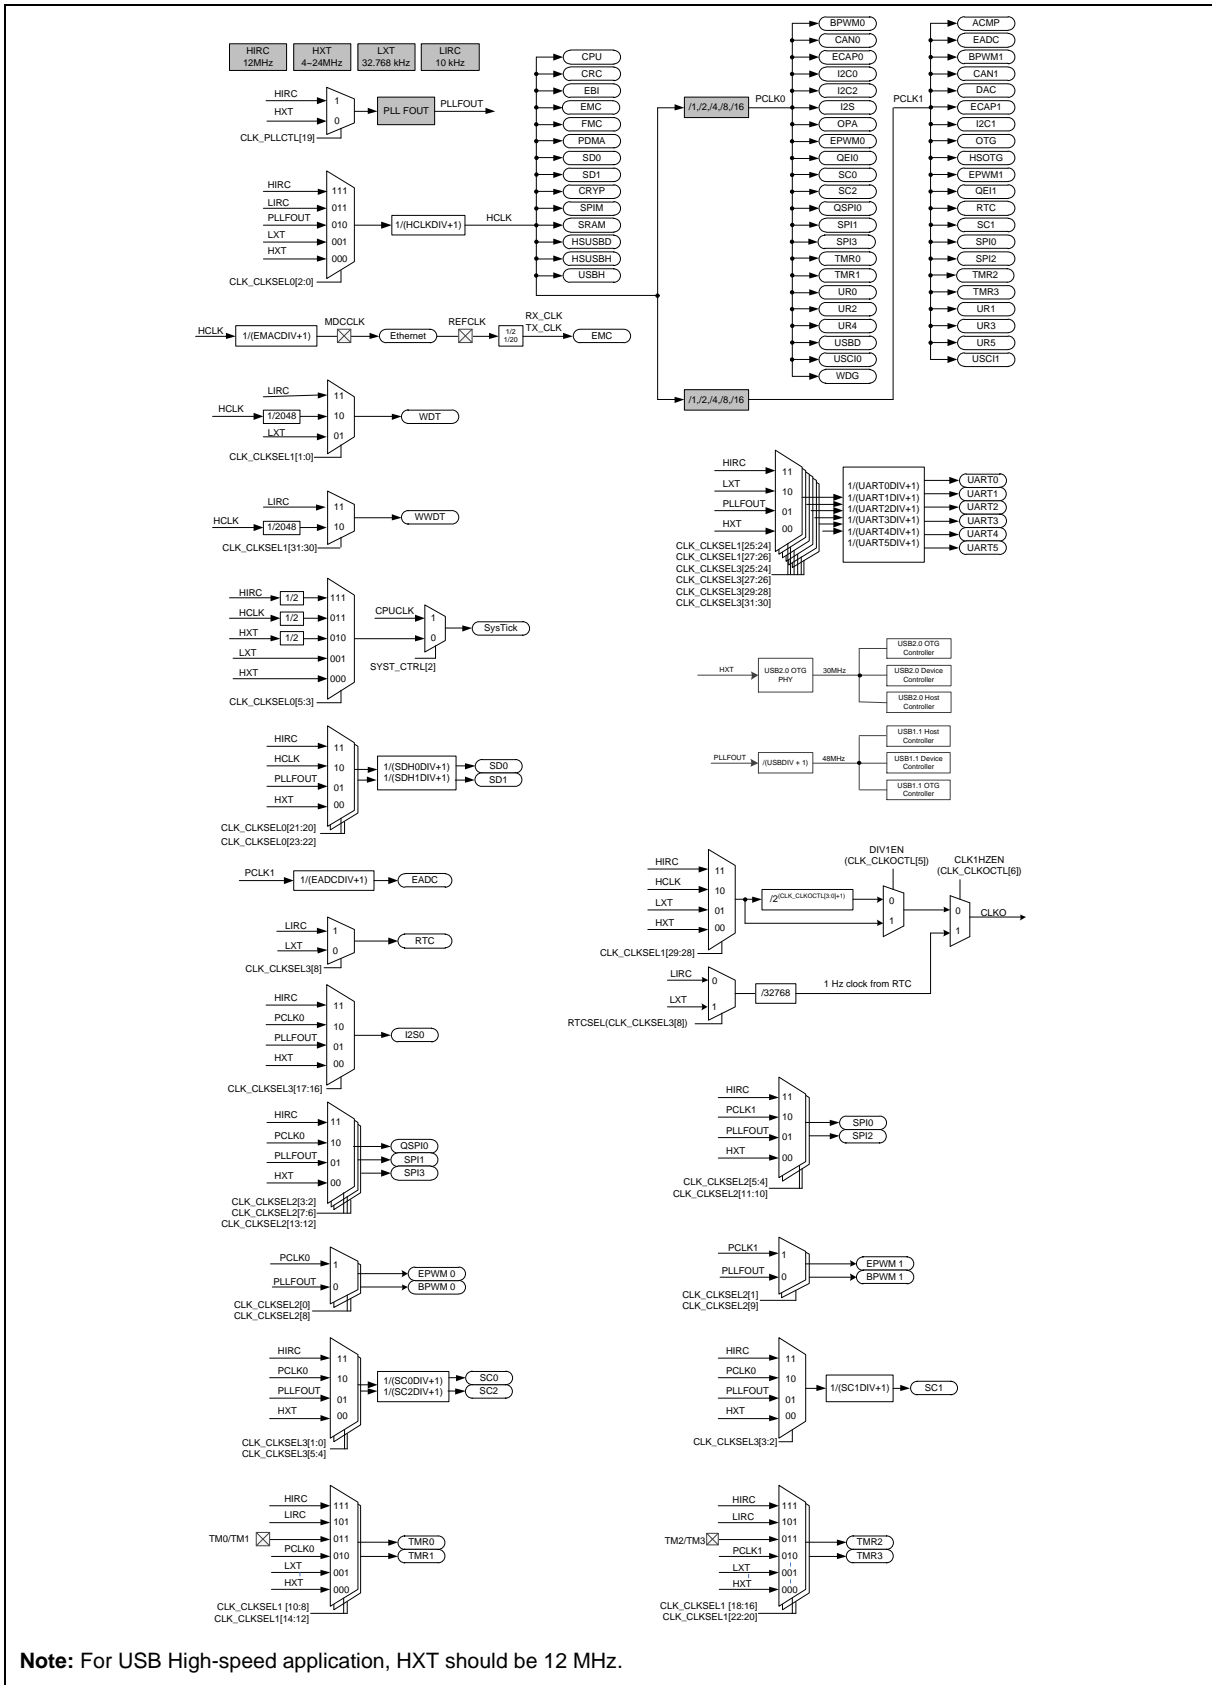 HIRC
12MHz
HXT
4~24MHz
LXT
32.768 kHz
LIRC
10 kHz
HIRC
HXT
1
0
CLK_PLLCTL[19]
PLL FOUT
PLLFOUT
HIRC
LIRC
PLLFOUT
LXT
HXT
111
011
010
001
000
CLK_CLKSEL0[2:0]
1/(HCLKDIV+1)
HCLK
CPU
CRC
EBI
EMC
FMC
PDMA
SD0
SD1
CRYP
SPIM
SRAM
HSUSBD
HSUSBH
USBH
/1,/2,/4,/8,/16
PCLK0
BPWM0
CAN0
ECAP0
I2C0
I2C2
I2S
OPA
EPWM0
QEI0
SC0
SC2
QSPI0
SPI1
SPI3
TMR0
TMR1
UR0
UR2
UR4
USBD
USCI0
WDG
/1,/2,/4,/8,/16
PCLK1
ACMP
EADC
BPWM1
CAN1
DAC
ECAP1
I2C1
OTG
HSOTG
EPWM1
QEI1
RTC
SC1
SPI0
SPI2
TMR2
TMR3
UR1
UR3
UR5
USCI1
HCLK
1/(EMACDIV+1)
MDCCLK
Ethernet
REFCLK
1/2
1/20
RX_CLK
TX_CLK
EMC
LIRC
HCLK
1/2048
LXT
11
10
01
CLK_CLKSEL1[1:0]
WDT
LIRC
HCLK
1/2048
11
10
CLK_CLKSEL1[31:30]
WWDT
HIRC
1/2
HCLK
1/2
HXT
1/2
LXT
HXT
111
011
010
001
000
CLK_CLKSEL0[5:3]
CPUCLK
1
0
SYST_CTRL[2]
SysTick
HIRC
LXT
PLLFOUT
HXT
11
10
01
00
CLK_CLKSEL1[25:24]
CLK_CLKSEL1[27:26]
CLK_CLKSEL3[25:24]
CLK_CLKSEL3[27:26]
CLK_CLKSEL3[29:28]
CLK_CLKSEL3[31:30]
1/(UART0DIV+1)
1/(UART1DIV+1)
1/(UART2DIV+1)
1/(UART3DIV+1)
1/(UART4DIV+1)
1/(UART5DIV+1)
UART0
UART1
UART2
UART3
UART4
UART5
HXT
USB2.0 OTG
PHY
30MHz
USB2.0 OTG
Controller
USB2.0 Device
Controller
USB2.0 Host
Controller
PLLFOUT
/(USBDIV + 1)
48MHz
USB1.1 Host
Controller
USB1.1 Device
Controller
USB1.1 OTG
Controller
HIRC
HCLK
PLLFOUT
HXT
11
10
01
00
CLK_CLKSEL0[21:20]
CLK_CLKSEL0[23:22]
1/(SDH0DIV+1)
1/(SDH1DIV+1)
SD0
SD1
PCLK1
1/(EADCDIV+1)
EADC
LIRC
LXT
1
0
CLK_CLKSEL3[8]
RTC
HIRC
HCLK
LXT
HXT
11
10
01
00
CLK_CLKSEL1[29:28]
/2(CLK_CLKOCTL[3:0]+1)
DIV1EN
(CLK_CLKOCTL[5])
0
1
CLK1HZEN
(CLK_CLKOCTL[6])
0
1
CLKO
LIRC
LXT
0
1
RTCSEL(CLK_CLKSEL3[8])
/32768
1 Hz clock from RTC
HIRC
PCLK0
PLLFOUT
HXT
11
10
01
00
CLK_CLKSEL3[17:16]
I2S0
HIRC
PCLK0
PLLFOUT
HXT
11
10
01
00
CLK_CLKSEL2[3:2]
CLK_CLKSEL2[7:6]
CLK_CLKSEL2[13:12]
QSPI0
SPI1
SPI3
HIRC
PCLK1
PLLFOUT
HXT
11
10
01
00
CLK_CLKSEL2[5:4]
CLK_CLKSEL2[11:10]
SPI0
SPI2
PCLK0
PLLFOUT
1
0
CLK_CLKSEL2[0]
CLK_CLKSEL2[8]
EPWM 0
BPWM 0
PCLK1
PLLFOUT
1
0
CLK_CLKSEL2[1]
CLK_CLKSEL2[9]
EPWM 1
BPWM 1
HIRC
PCLK0
PLLFOUT
HXT
11
10
01
00
CLK_CLKSEL3[1:0]
CLK_CLKSEL3[5:4]
1/(SC0DIV+1)
1/(SC2DIV+1)
SC0
SC2
HIRC
PCLK0
PLLFOUT
HXT
11
10
01
00
CLK_CLKSEL3[3:2]
1/(SC1DIV+1)
SC1
HIRC
LIRC
TM0/TM1
PCLK0
LXT
HXT
111
101
011
010
001
000
CLK_CLKSEL1 [10:8]
CLK_CLKSEL1[14:12]
TMR0
TMR1
HIRC
LIRC
TM2/TM3
PCLK1
LXT
HXT
111
101
011
010
001
000
CLK_CLKSEL1 [18:16]
CLK_CLKSEL1[22:20]
TMR2
TMR3
Note: For USB High-speed application, HXT should be 12 MHz.